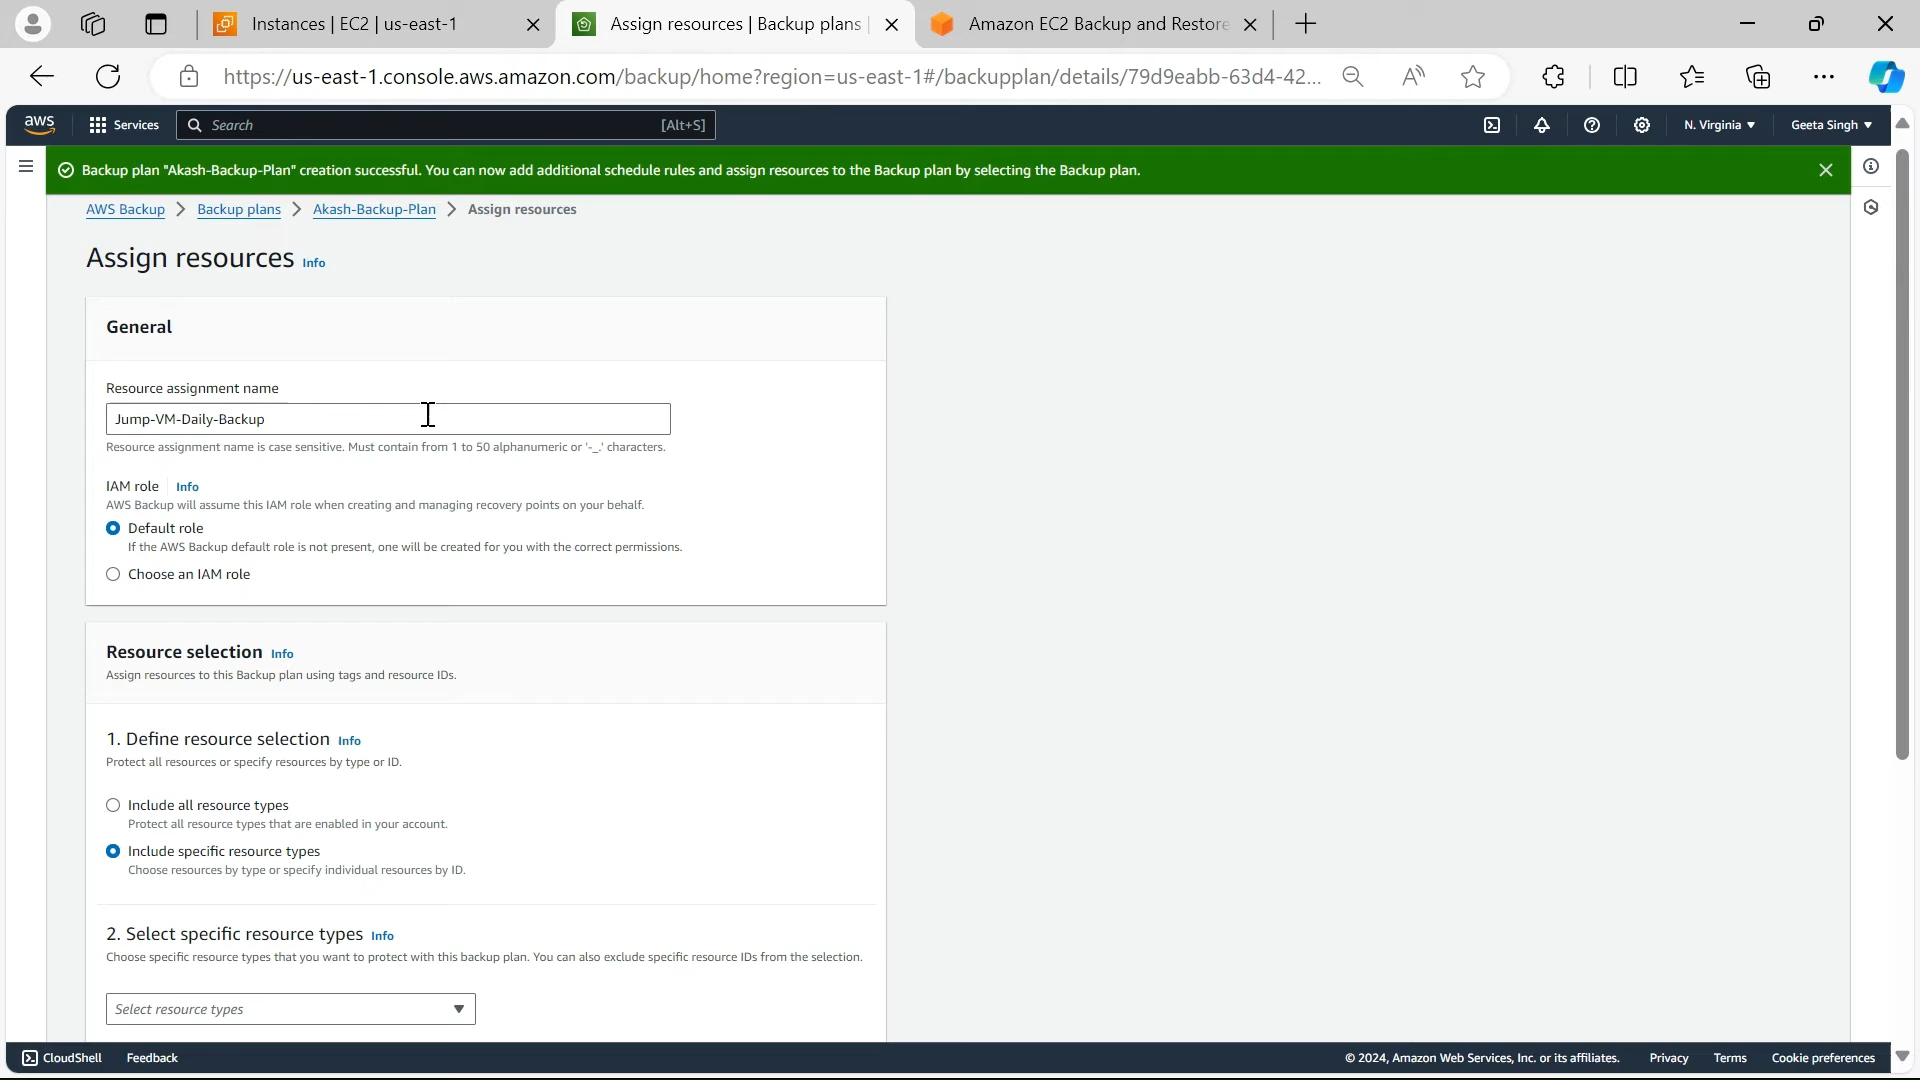 Instances | EC2 | us-east-1
Assign resources | Backup plans |
Amazon EC2 Backup and Restore
https://us-east-1.console.aws.amazon.com/backup/home?region=us-east-1#/backupplan/details/79d9eabb-63d4-42...
aws
Services
Search
[Alt+S]
N. Virginia
Geeta Singh
Backup plan "Akash-Backup-Plan" creation successful. You can now add additional schedule rules and assign resources to the Backup plan by selecting the Backup plan.
AWS Backup > Backup plans > Akash-Backup-Plan > Assign resources
Assign resources Info
General
Resource assignment name
Jump-VM-Daily-Backup
Resource assignment name is case sensitive. Must contain from 1 to 50 alphanumeric or '-_.' characters.
IAM role Info
AWS Backup will assume this IAM role when creating and managing recovery points on your behalf.
Default role
If the AWS Backup default role is not present, one will be created for you with the correct permissions.
Choose an IAM role
Resource selection Info
Assign resources to this Backup plan using tags and resource IDs.
1. Define resource selection Info
Protect all resources or specify resources by type or ID.
Include all resource types
Protect all resource types that are enabled in your account.
Include specific resource types
Choose resources by type or specify individual resources by ID.
2. Select specific resource types Info
Choose specific resource types that you want to protect with this backup plan. You can also exclude specific resource IDs from the selection.
Select resource types
CloudShell
Feedback
© 2024, Amazon Web Services, Inc. or its affiliates.
Privacy
Terms
Cookie preferences